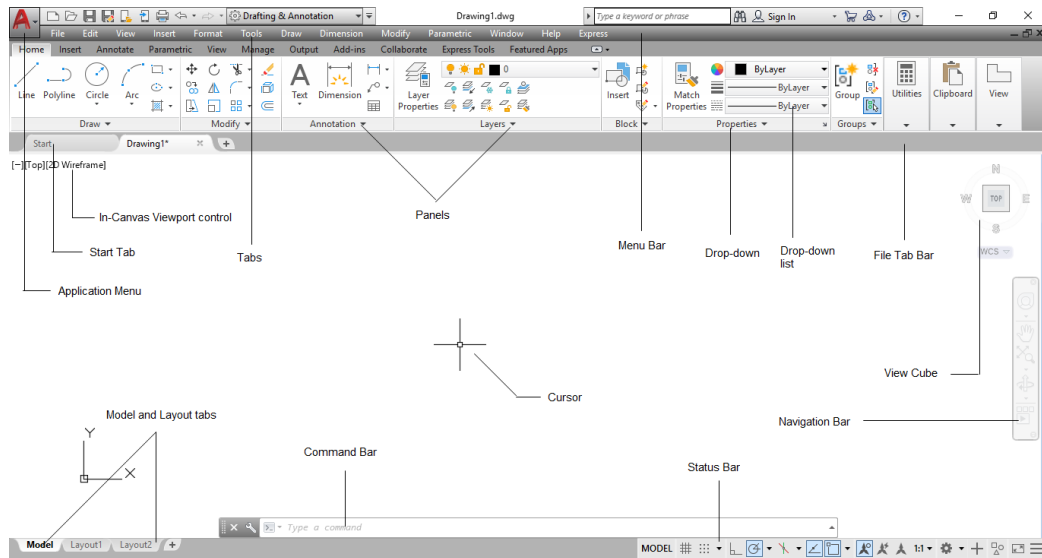 A Drafting & Annotation Drawing1.dwg Type a keyword or phrase Sign In ?
File Edit View Insert Format Tools Draw Dimension Modify Parametric Window Help Express
Home Insert Annotate Parametric View Manage Output Add-ins Collaborate Express Tools Featured Apps
0 ByLayer
Line Polyline Circle Arc Text Dimension Layer Properties Insert Match Properties ByLayer Group Utilities Clipboard View
ByLayer
Draw Modify Annotation Layers Block Properties Groups
Start Drawing1*
[−][Top][2D Wireframe]
N
W TOP E
S
In-Canvas Viewport control
Panels
Start Tab
Tabs
Menu Bar
Drop-down
Drop-down list
File Tab Bar
WCS
Application Menu
View Cube
Cursor
Model and Layout tabs
Navigation Bar
Y
X
Command Bar
Status Bar
Type a command
Model Layout1 Layout2 +
MODEL 1:1